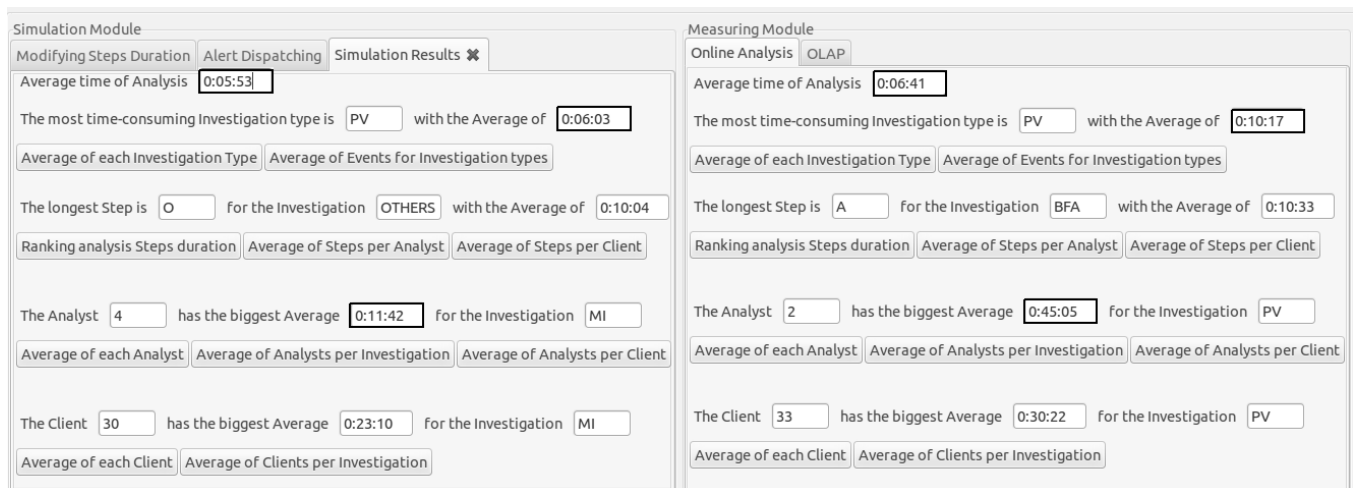 Simulation Module
Modifying Steps Duration Alert Dispatching Simulation Results ✖
Average time of Analysis 0:05:53
The most time-consuming Investigation type is PV with the Average of 0:06:03
Average of each Investigation Type Average of Events for Investigation types
The longest Step is O for the Investigation OTHERS with the Average of 0:10:04
Ranking analysis Steps duration Average of Steps per Analyst Average of Steps per Client
The Analyst 4 has the biggest Average 0:11:42 for the Investigation MI
Average of each Analyst Average of Analysts per Investigation Average of Analysts per Client
The Client 30 has the biggest Average 0:23:10 for the Investigation MI
Average of each Client Average of Clients per Investigation
Measuring Module
Online Analysis OLAP
Average time of Analysis 0:06:41
The most time-consuming Investigation type is PV with the Average of 0:10:17
Average of each Investigation Type Average of Events for Investigation types
The longest Step is A for the Investigation BFA with the Average of 0:10:33
Ranking analysis Steps duration Average of Steps per Analyst Average of Steps per Client
The Analyst 2 has the biggest Average 0:45:05 for the Investigation PV
Average of each Analyst Average of Analysts per Investigation Average of Analysts per Client
The Client 33 has the biggest Average 0:30:22 for the Investigation PV
Average of each Client Average of Clients per Investigation